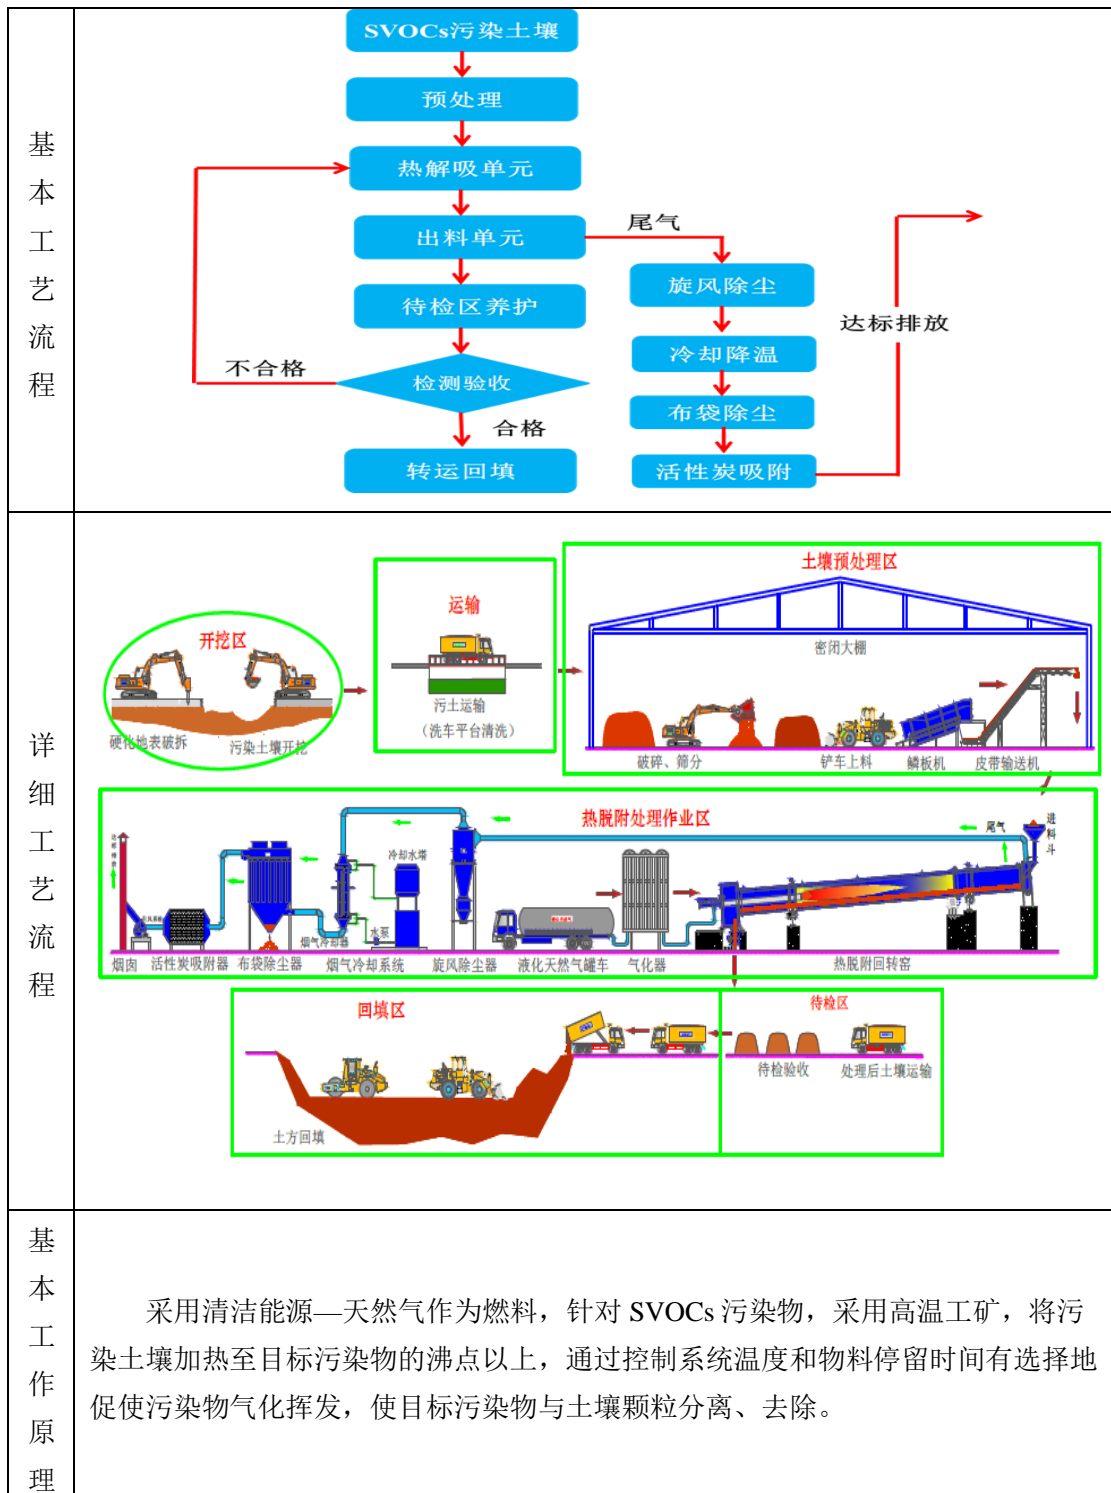 基本工艺流程
SVOCs污染土壤
预处理
热解吸单元
出料单元
尾气
待检区养护
旋风除尘
达标排放
冷却降温
不合格
检测验收
布袋除尘
合格
转运回填
活性炭吸附
详细工艺流程
开挖区
硬化地表破拆
污染土壤开挖
运输
污土运输
（洗车平台清洗）
土壤预处理区
密闭大棚
破碎、筛分
铲车上料
鳞板机
皮带输送机
热脱附处理作业区
尾气
进料斗
冷却水塔
水泵
烟气冷却器
烟囱
活性炭吸附器
布袋除尘器
烟气冷却系统
旋风除尘器
液化天然气罐车
气化器
热脱附回转窑
回填区
土方回填
待检区
待检验收
处理后土壤运输
基本工作原理
采用清洁能源—天然气作为燃料，针对 SVOCs 污染物，采用高温工矿，将污
染土壤加热至目标污染物的沸点以上，通过控制系统温度和物料停留时间有选择地
促使污染物气化挥发，使目标污染物与土壤颗粒分离、去除。